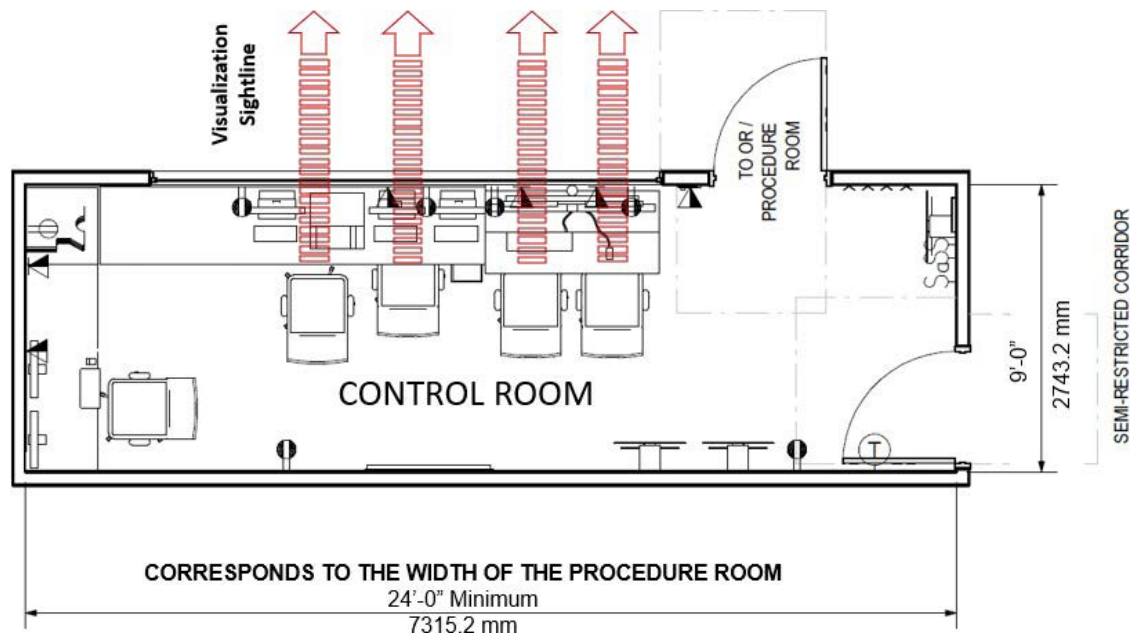 Visualization
Sightline
TO OR /
PROCEDURE
ROOM
SaSS
CONTROL ROOM
9'-0"
2743.2 mm
SEMI-RESTRICTED CORRIDOR
T
CORRESPONDS TO THE WIDTH OF THE PROCEDURE ROOM
24'-0" Minimum
7315.2 mm